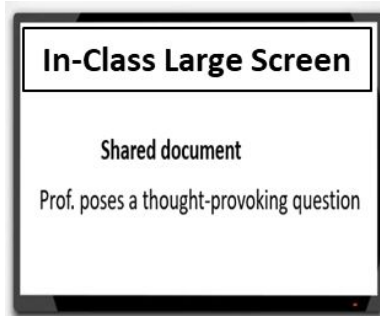 In-Class Large Screen
Shared document
Prof. poses a thought-provoking question